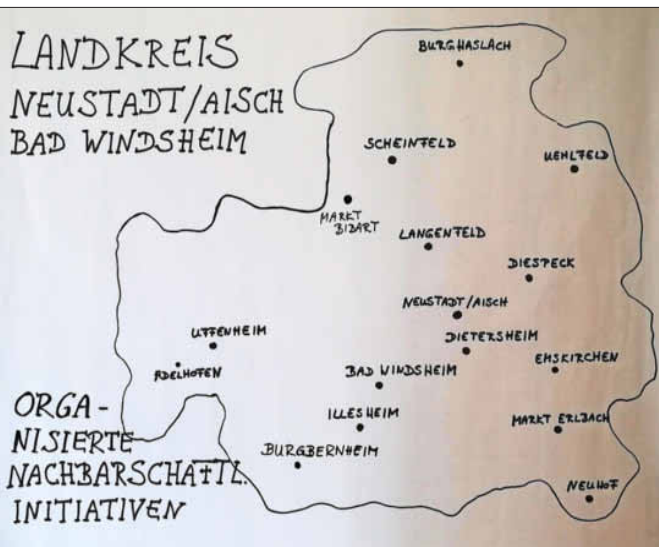 LANDKREIS
NEUSTADT/AISCH
BAD WINDSHEIM
BURGHASLACH
SCHEINFELD
UEHLFELD
MARKT
BIBART
LANGENFELD
DIESPECK
NEUSTADT/AISCH
UFFENHEIM
DIETERSHEIM
EMSKIRCHEN
ADELHOFEN
BAD WINDSHEIM
ILLESHEIM
MARKT ERLBACH
BURGBERNHEIM
NEUHOF
ORGA-
NISIERTE
NACHBARSCHAFTL.
INITIATIVEN